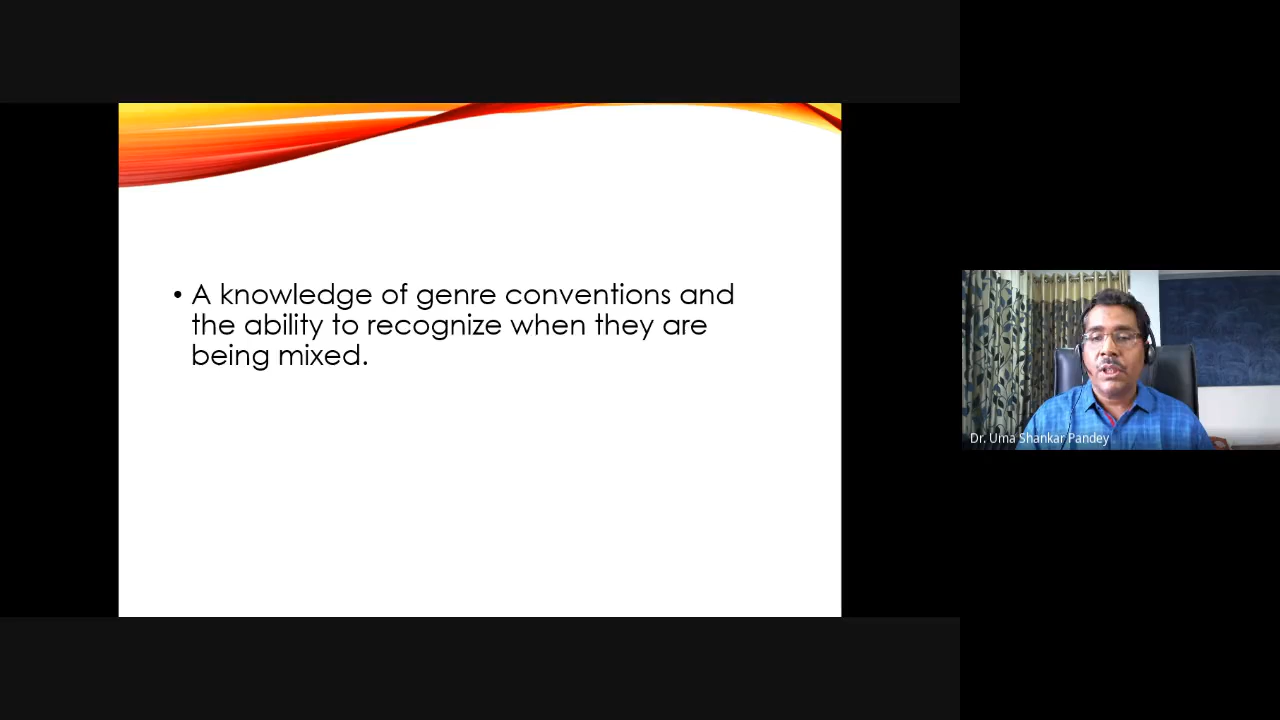 • A knowledge of genre conventions and
the ability to recognize when they are
being mixed.
Dr. Uma Shankar Pandey